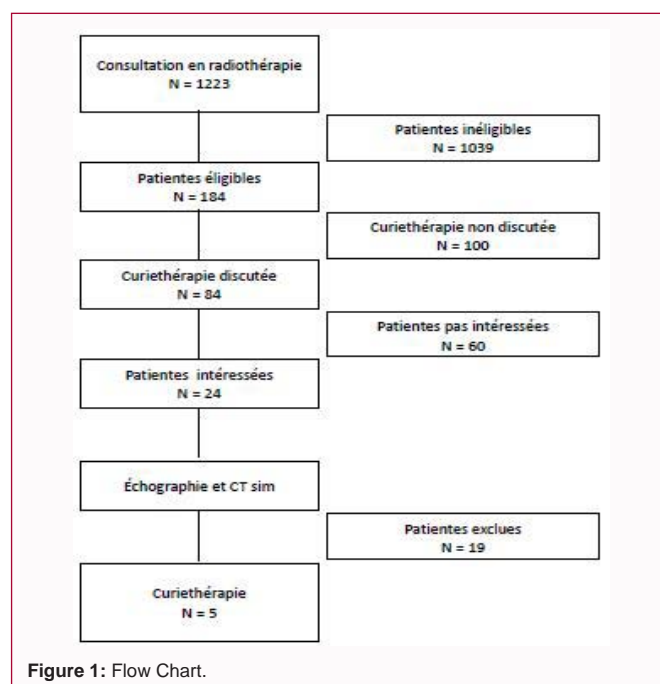 Consultation en radiothérapie
N = 1223
Patientes inéligibles
N = 1039
Patientes éligibles
N = 184
Curiethérapie non discutée
N = 100
Curiethérapie discutée
N = 84
Patientes pas intéressées
N = 60
Patientes intéressées
N = 24
Échographie et CT sim
Patientes exclues
N = 19
Curiethérapie
N = 5
Figure 1: Flow Chart.